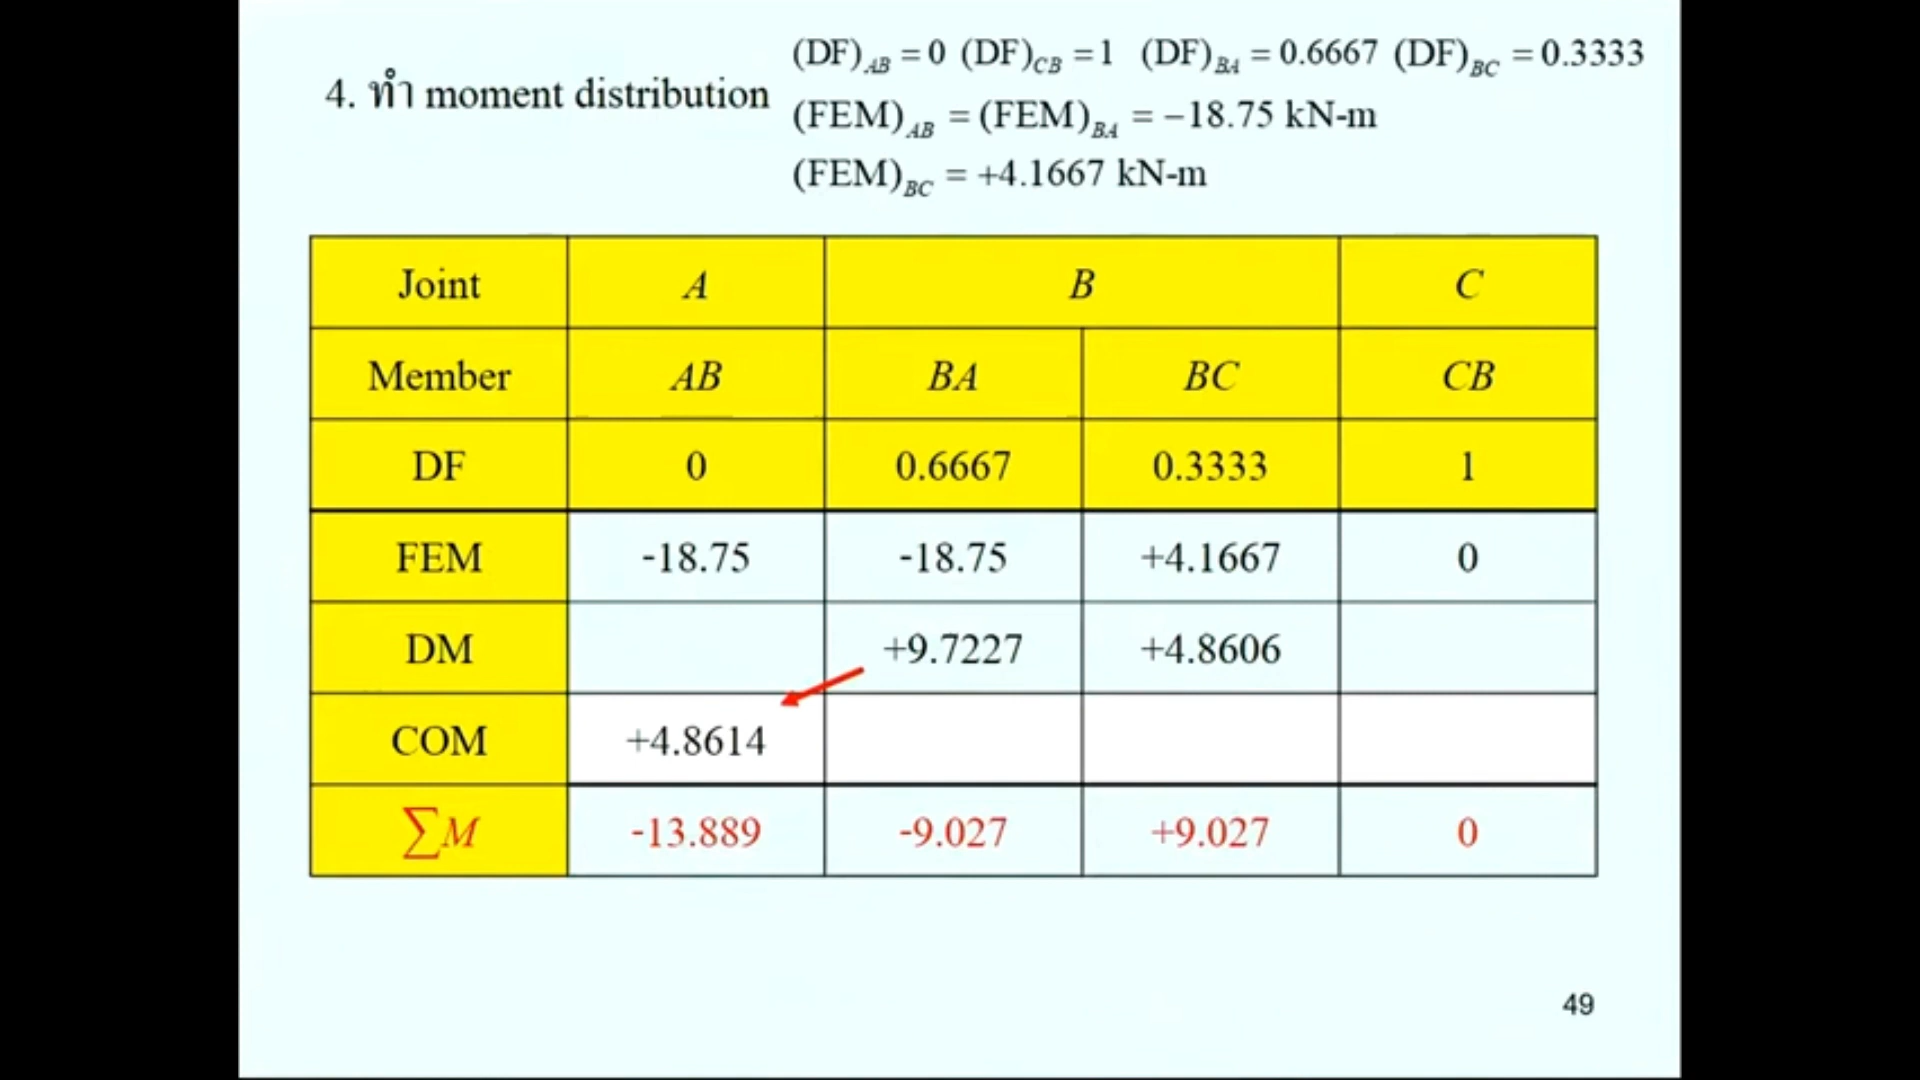 4. ทำ moment distribution
(DF)AB = 0 (DF)CB = 1 (DF)BA = 0.6667 (DF)BC = 0.3333
(FEM)AB = (FEM)BA = −18.75 kN-m
(FEM)BC = +4.1667 kN-m
Joint A B C
Member AB BA BC CB
DF 0 0.6667 0.3333 1
FEM -18.75 -18.75 +4.1667 0
DM +9.7227 +4.8606
COM +4.8614
∑M -13.889 -9.027 +9.027 0
49